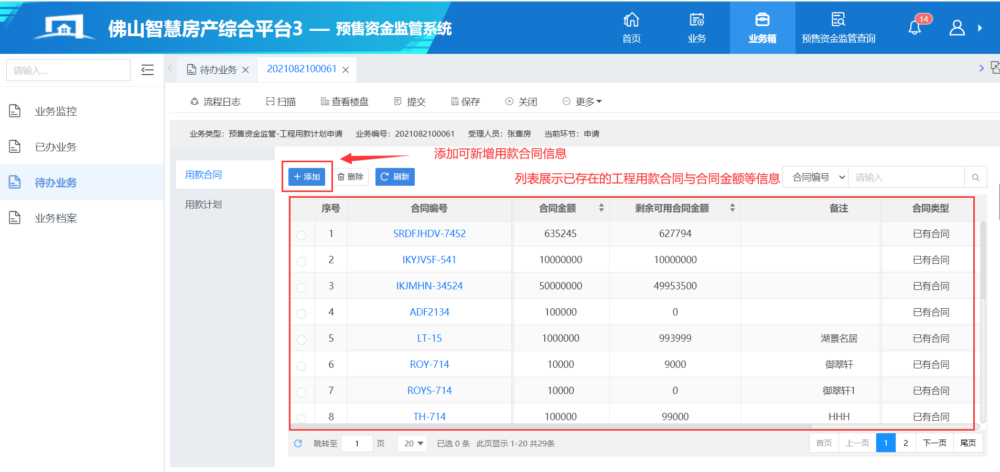 佛山智慧房产综合平台3 — 预售资金监管系统
首页
业务
业务箱
预售资金监管查询
14
请输入...
待办业务
2021082100061
业务监控
已办业务
待办业务
业务档案
流程日志 扫描 查看楼盘 提交 保存 关闭 更多
业务类型：预售资金监管-工程用款计划申请 业务编号：2021082100061 受理人员：张售房 当前环节：申请
用款合同
用款计划
添加可新增用款合同信息
添加 删除 刷新
列表展示已存在的工程用款合同与合同金额等信息
合同编号 请输入
序号 合同编号 合同金额 剩余可用合同金额 备注 合同类型
1 SRDFJHDV-7452 635245 627794 已有合同
2 IKYJVSF-541 10000000 10000000 已有合同
3 IKJMHN-34524 50000000 49953500 已有合同
4 ADF2134 100000 0 已有合同
5 LT-15 1000000 993999 湖景名居 已有合同
6 ROY-714 10000 9000 御翠轩 已有合同
7 ROYS-714 10000 0 御翠轩1 已有合同
8 TH-714 100000 99000 HHH 已有合同
跳转至 1 页 20 已选 0 条 此页显示 1-20 共29条
首页 上一页 1 2 下一页 尾页